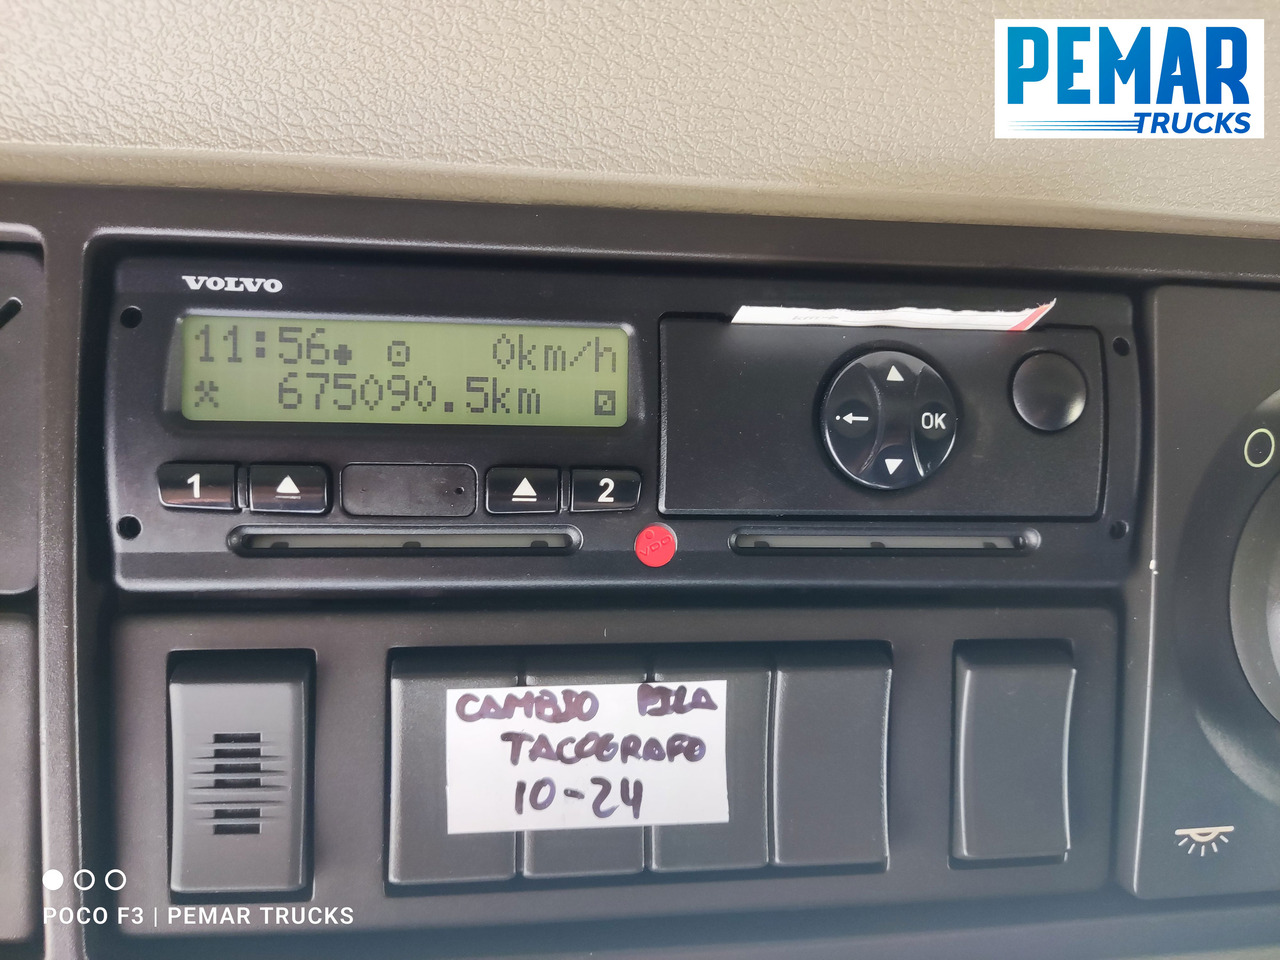 PEMAR
TRUCKS
VOLVO
11:56 0km/h
675090.5km
OK
1 2
VDO
CAMBIO PILA
TACOGRAFO
10-24
POCO F3 | PEMAR TRUCKS